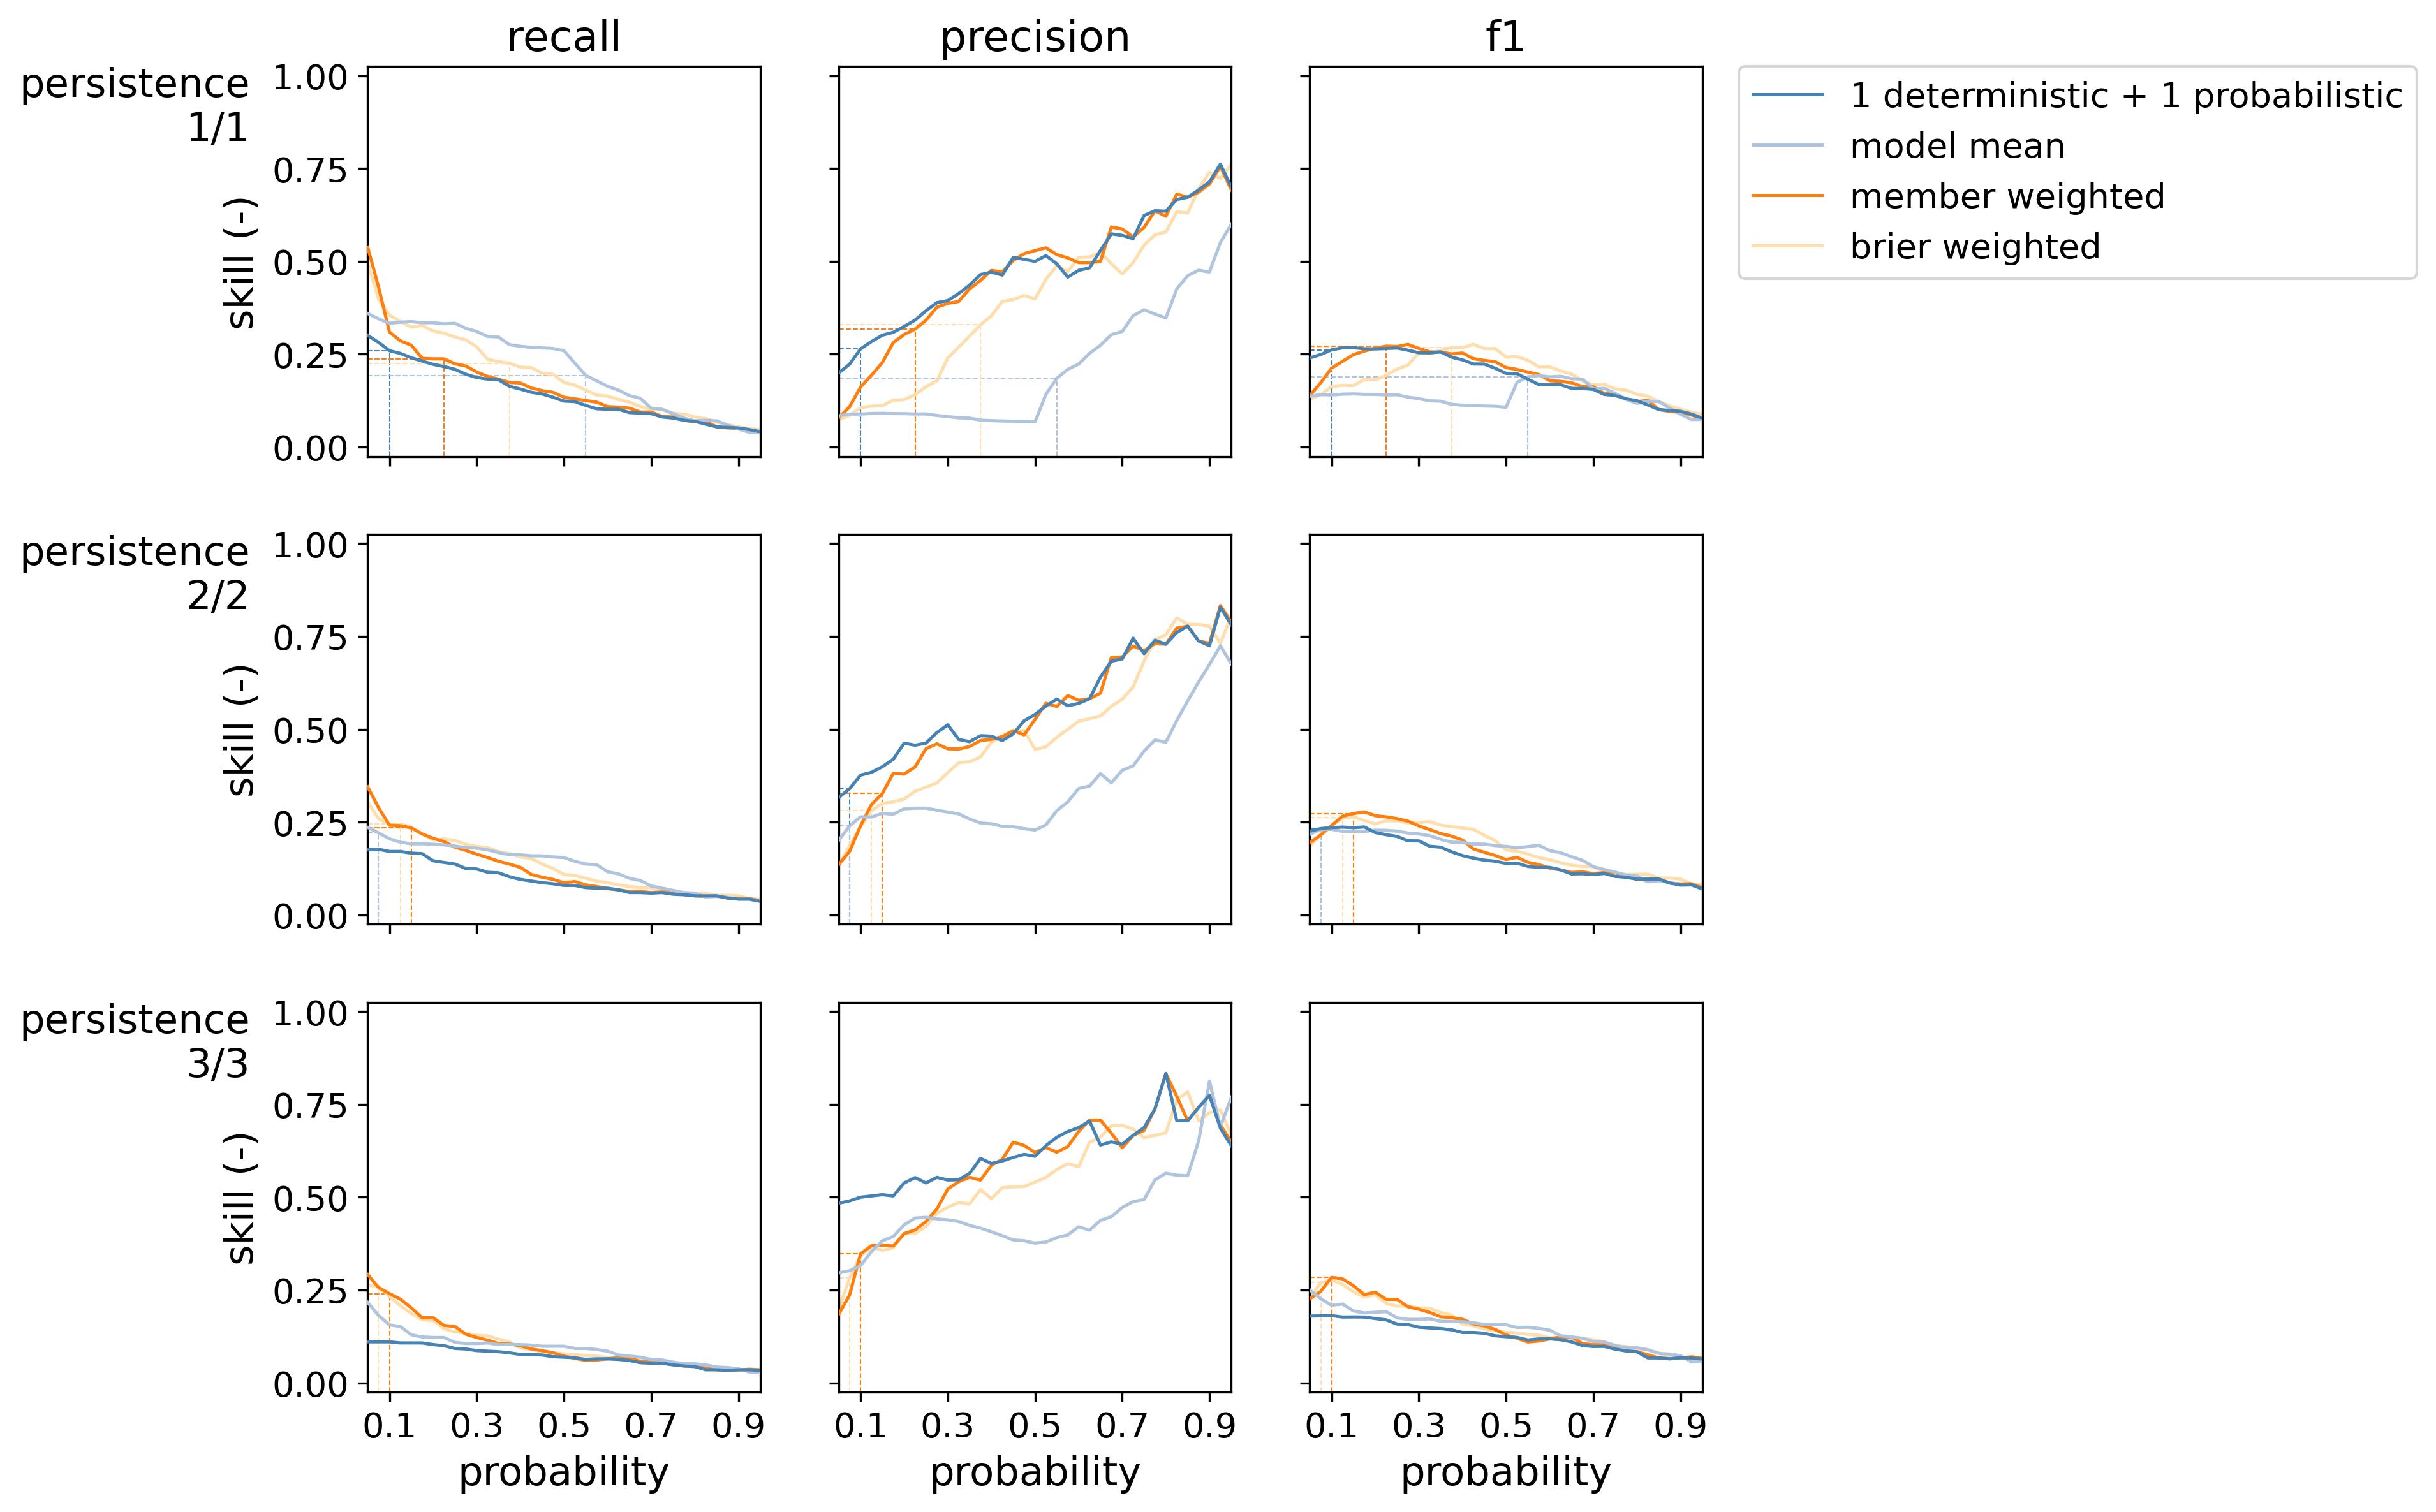 recall
precision
f1
persistence
1/1
skill (-)
1.00
0.75
0.50
0.25
0.00
1 deterministic + 1 probabilistic
model mean
member weighted
brier weighted
persistence
2/2
skill (-)
1.00
0.75
0.50
0.25
0.00
persistence
3/3
skill (-)
1.00
0.75
0.50
0.25
0.00
0.1 0.3 0.5 0.7 0.9
0.1 0.3 0.5 0.7 0.9
0.1 0.3 0.5 0.7 0.9
probability
probability
probability